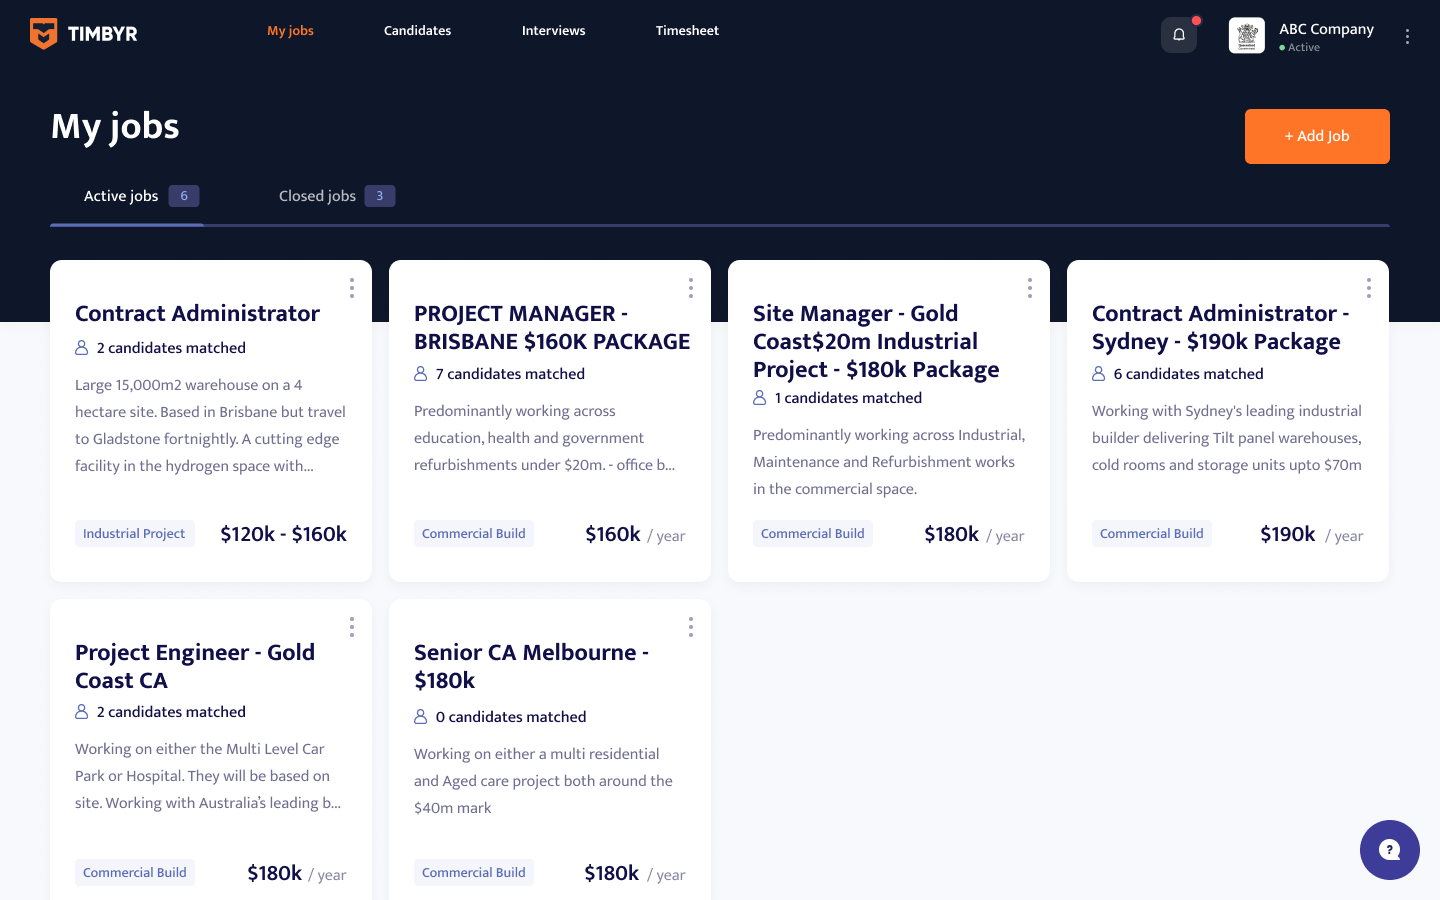 TIMBYR
My jobs
Candidates
Interviews
Timesheet
ABC Company
Active
My jobs
+ Add Job
Active jobs 6
Closed jobs 3
Contract Administrator
2 candidates matched
Large 15,000m2 warehouse on a 4
hectare site. Based in Brisbane but travel
to Gladstone fortnightly. A cutting edge
facility in the hydrogen space with...
Industrial Project
$120k - $160k
PROJECT MANAGER -
BRISBANE $160K PACKAGE
7 candidates matched
Predominantly working across
education, health and government
refurbishments under $20m. - office b...
Commercial Build
$160k / year
Site Manager - Gold
Coast$20m Industrial
Project - $180k Package
1 candidates matched
Predominantly working across Industrial,
Maintenance and Refurbishment works
in the commercial space.
Commercial Build
$180k / year
Contract Administrator -
Sydney - $190k Package
6 candidates matched
Working with Sydney's leading industrial
builder delivering Tilt panel warehouses,
cold rooms and storage units upto $70m
Commercial Build
$190k / year
Project Engineer - Gold
Coast CA
2 candidates matched
Working on either the Multi Level Car
Park or Hospital. They will be based on
site. Working with Australia’s leading b...
Commercial Build
$180k / year
Senior CA Melbourne -
$180k
0 candidates matched
Working on either a multi residential
and Aged care project both around the
$40m mark
Commercial Build
$180k / year
?